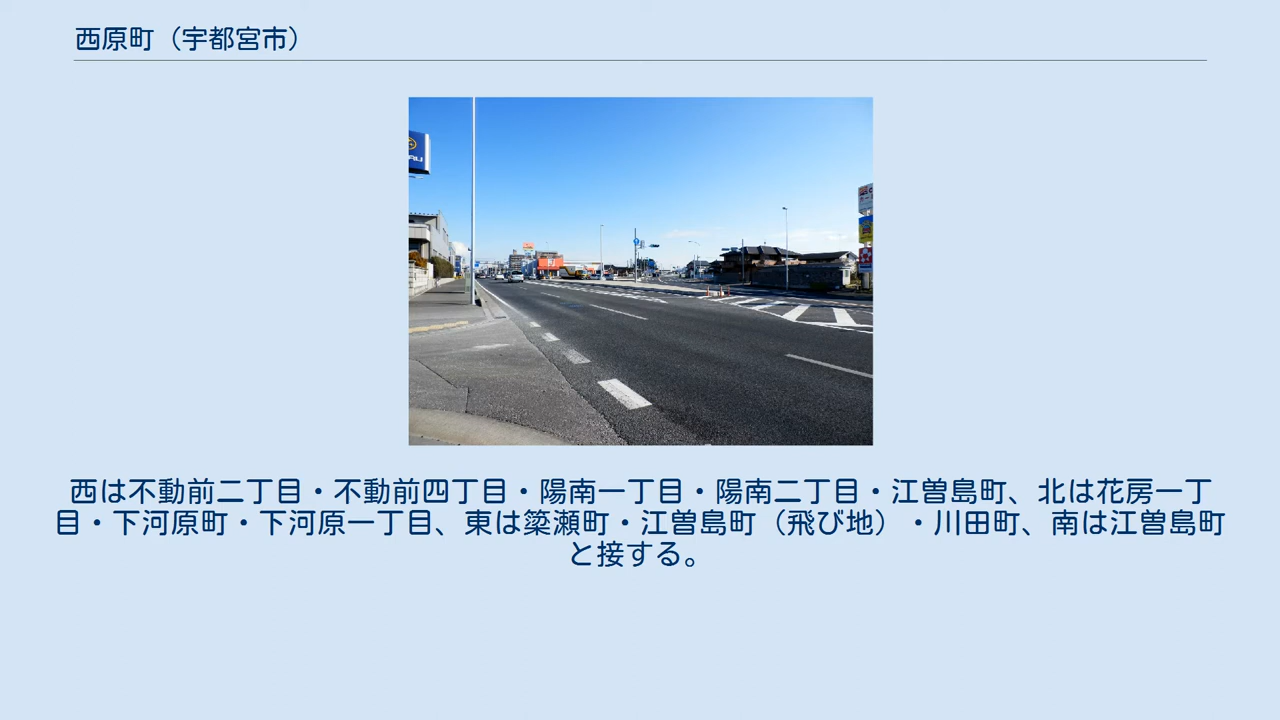 西原町（宇都宮市）
西は不動前二丁目・不動前四丁目・陽南一丁目・陽南二丁目・江曽島町、北は花房一丁
目・下河原町・下河原一丁目、東は簗瀬町・江曽島町（飛び地）・川田町、南は江曽島町
と接する。